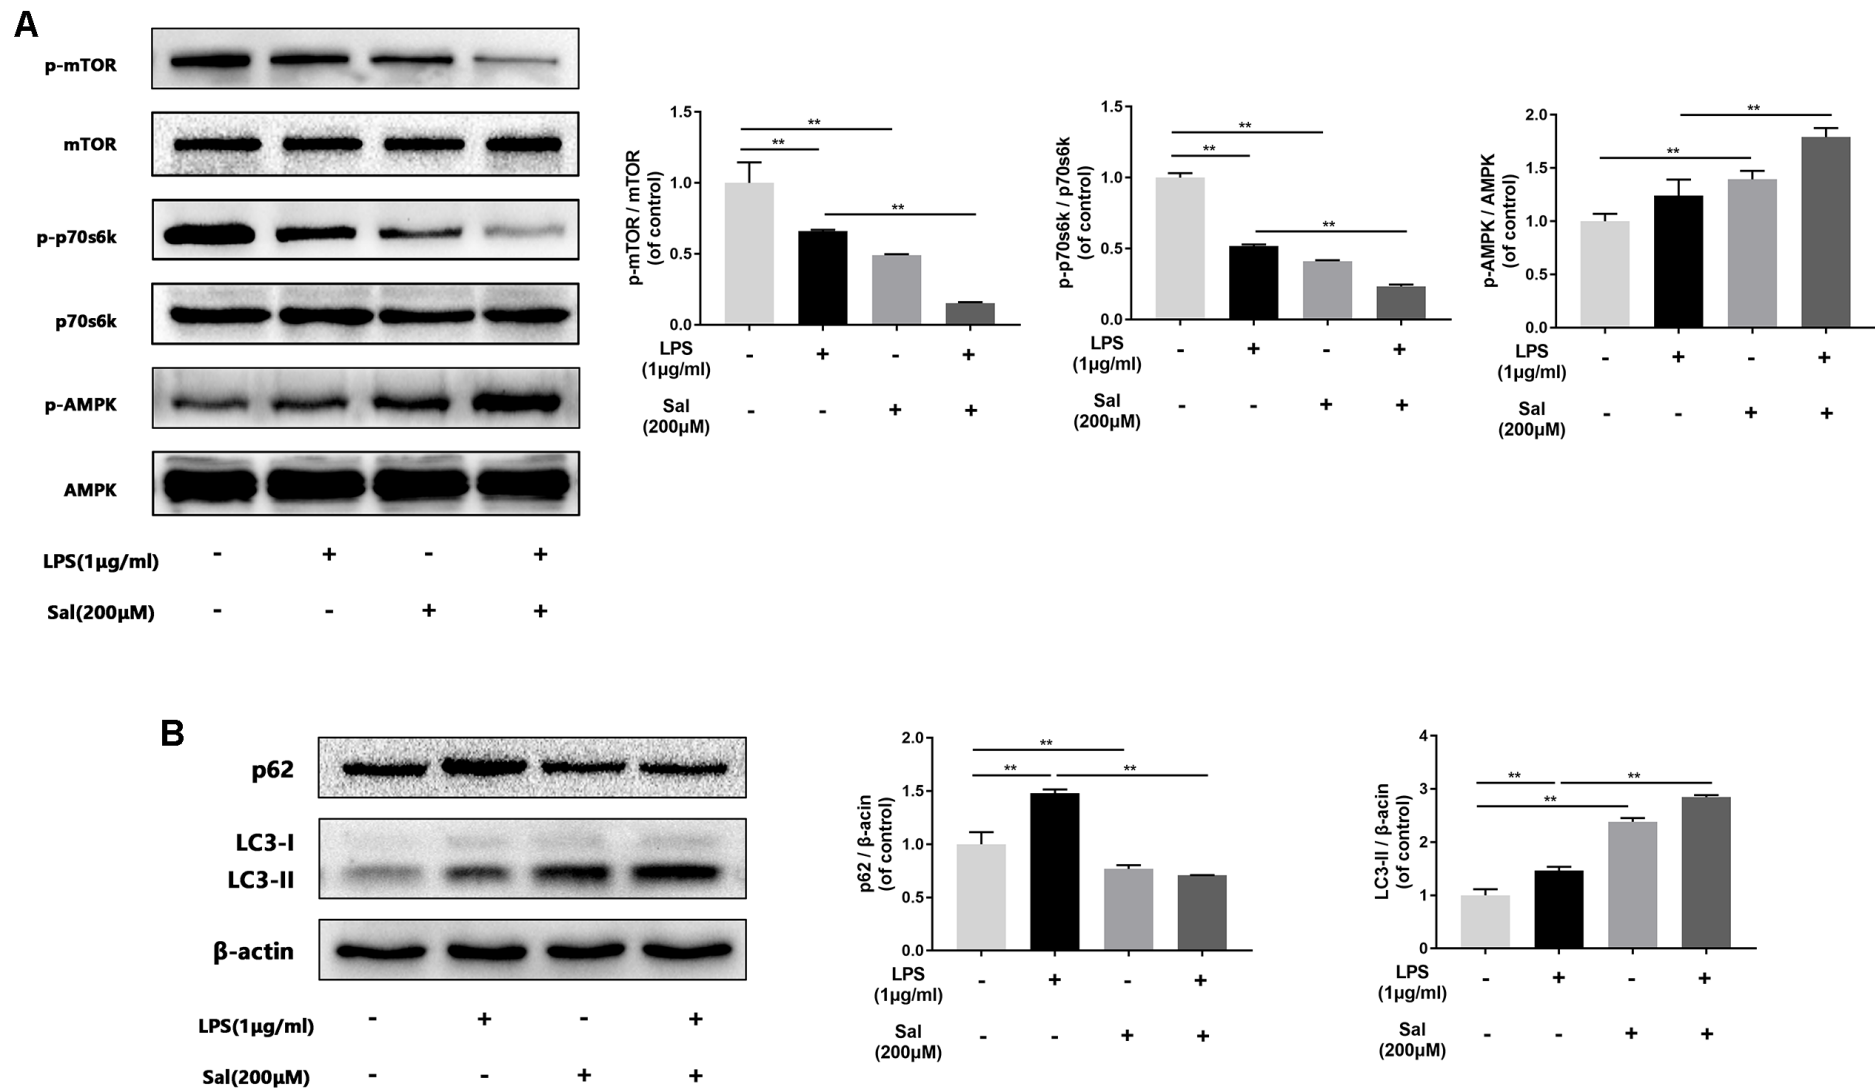 A
p-mTOR
mTOR
p-p70s6k
p70s6k
p-AMPK
AMPK
LPS(1μg/ml) - + - +
Sal(200μM) - - + +
p-mTOR / mTOR
(of control)
1.5
1.0
0.5
0.0
**
**
**
LPS
(1μg/ml)
- + - +
Sal
(200μM)
- - + +
p-p70s6k / p70s6k
(of control)
1.5
1.0
0.5
0.0
**
**
**
LPS
(1μg/ml)
- + - +
Sal
(200μM)
- - + +
p-AMPK / AMPK
(of control)
2.0
1.5
1.0
0.5
0.0
**
**
LPS
(1μg/ml)
- + - +
Sal
(200μM)
- - + +
B
p62
LC3-I
LC3-II
β-actin
LPS(1μg/ml) - + - +
Sal(200μM) - - + +
p62 / β-acin
(of control)
2.0
1.5
1.0
0.5
0.0
**
** **
LPS
(1μg/ml)
- + - +
Sal
(200μM)
- - + +
LC3-II / β-acin
(of control)
4
3
2
1
0
** **
**
LPS
(1μg/ml)
- + - +
Sal
(200μM)
- - + +